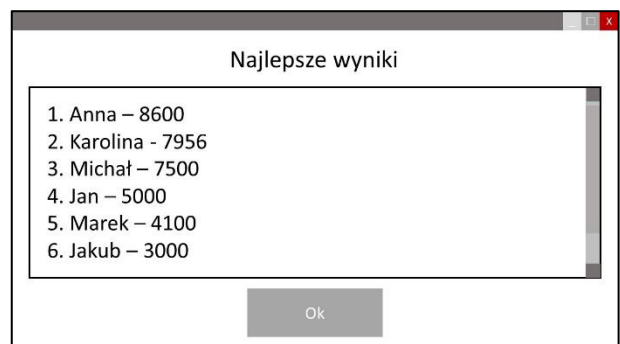 _ □ X
Najlepsze wyniki
1. Anna – 8600
2. Karolina - 7956
3. Michał – 7500
4. Jan – 5000
5. Marek – 4100
6. Jakub – 3000
Ok